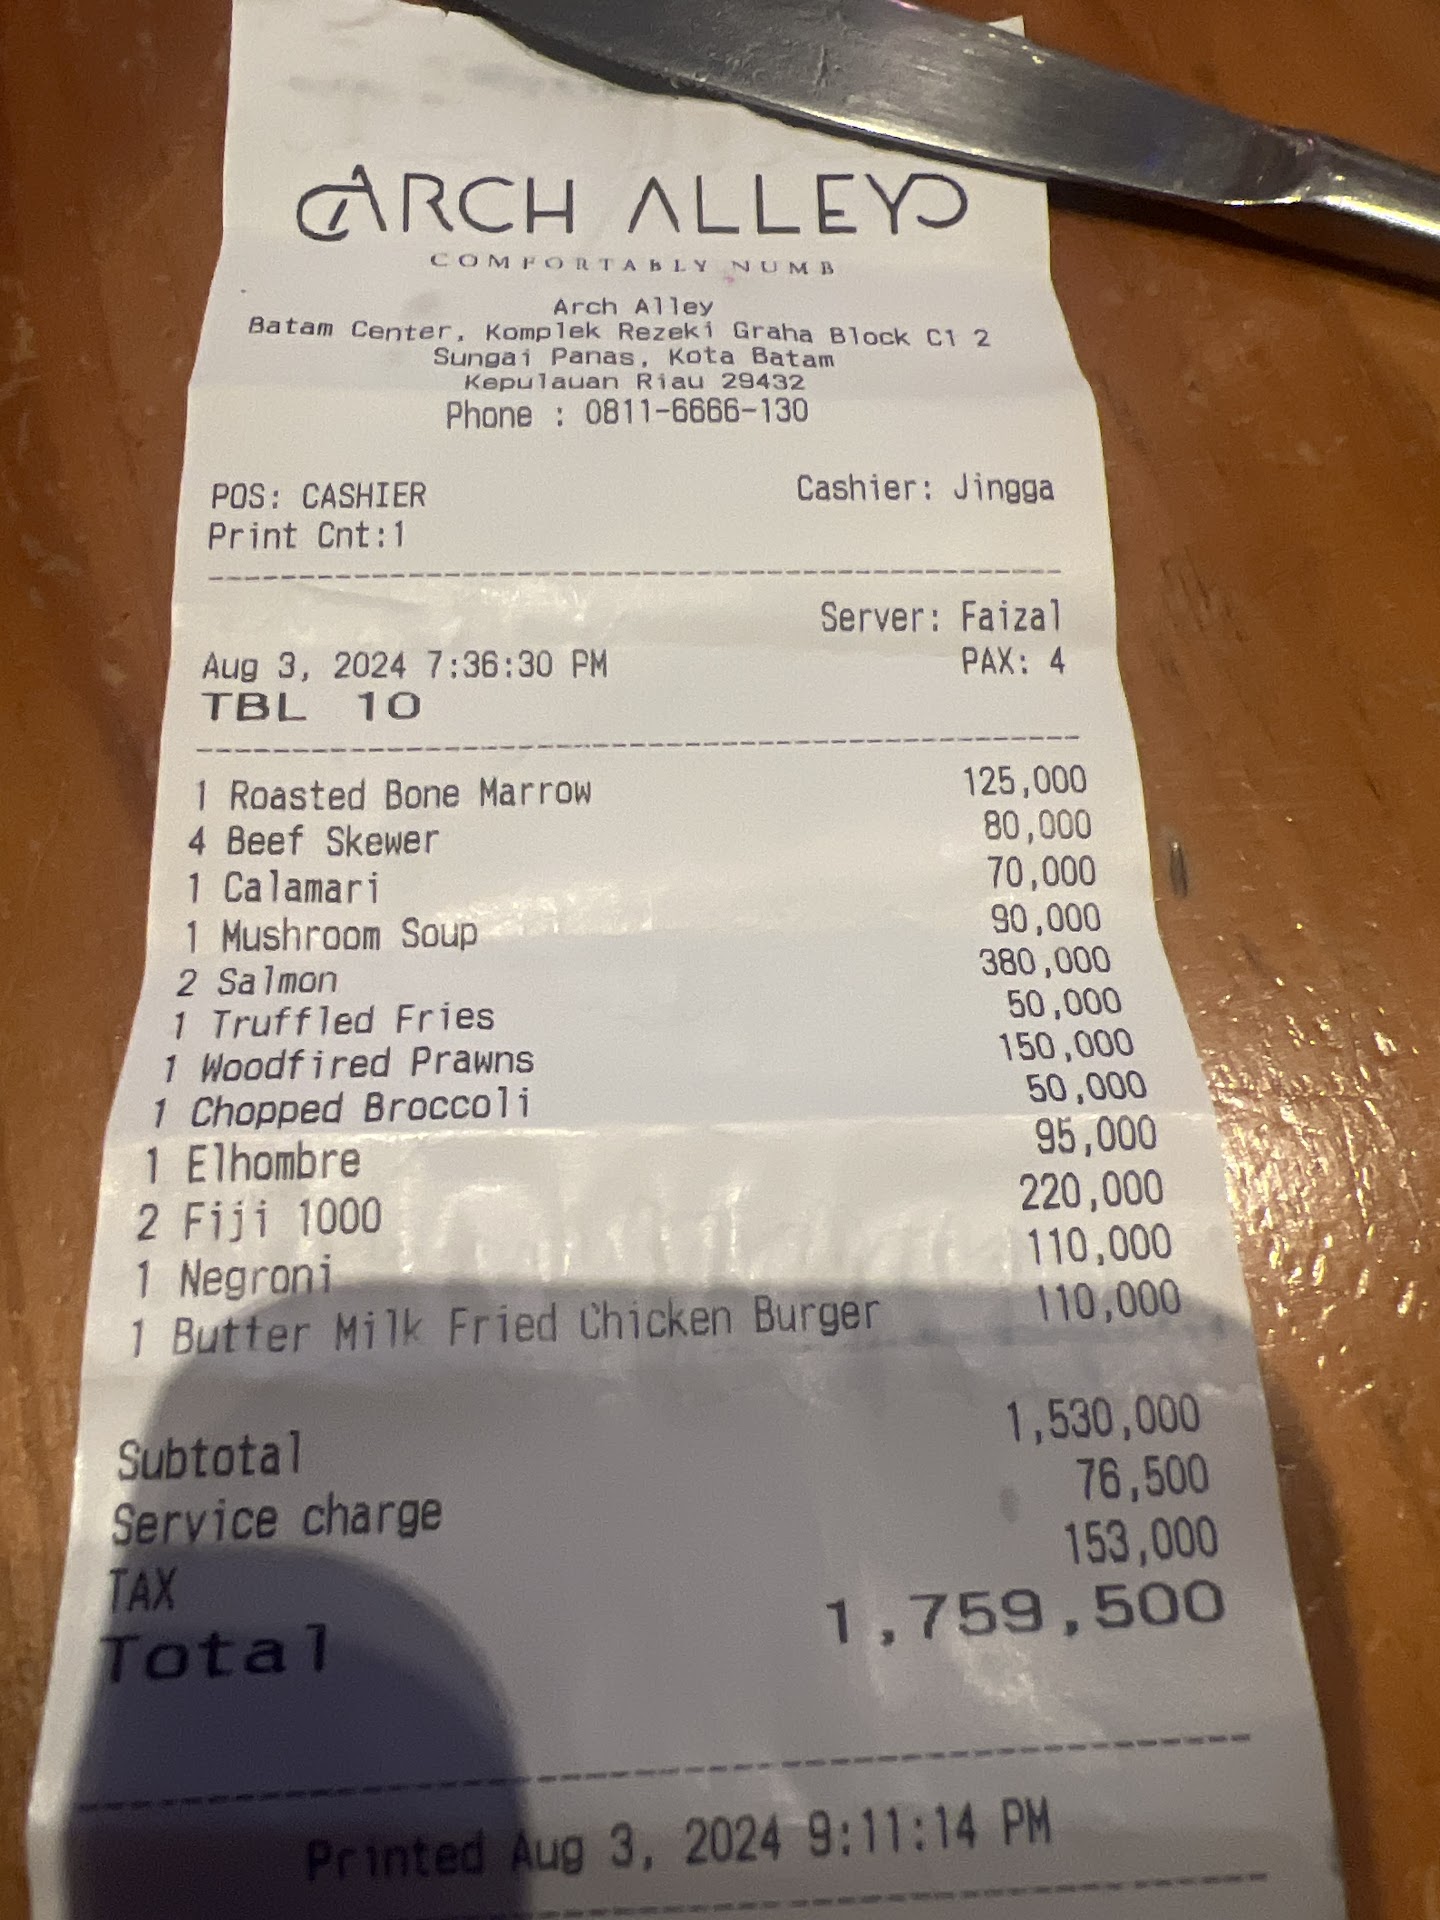 ARCH ALLEY
COMFORTABLY NUMB
Arch Alley
Batam Center, Komplek Rezeki Graha Block C1 2
Sungai Panas, Kota Batam
Kepulauan Riau 29432
Phone : 0811-6666-130
POS: CASHIER Cashier: Jingga
Print Cnt:1
Server: Faizal
Aug 3, 2024 7:36:30 PM PAX: 4
TBL 10
1 Roasted Bone Marrow 125,000
4 Beef Skewer 80,000
1 Calamari 70,000
1 Mushroom Soup 90,000
2 Salmon 380,000
1 Truffled Fries 50,000
1 Woodfired Prawns 150,000
1 Chopped Broccoli 50,000
1 Elhombre 95,000
2 Fiji 1000 220,000
1 Negroni 110,000
1 Butter Milk Fried Chicken Burger 110,000
Subtotal 1,530,000
Service charge 76,500
TAX 153,000
Total 1,759,500
Printed Aug 3, 2024 9:11:14 PM